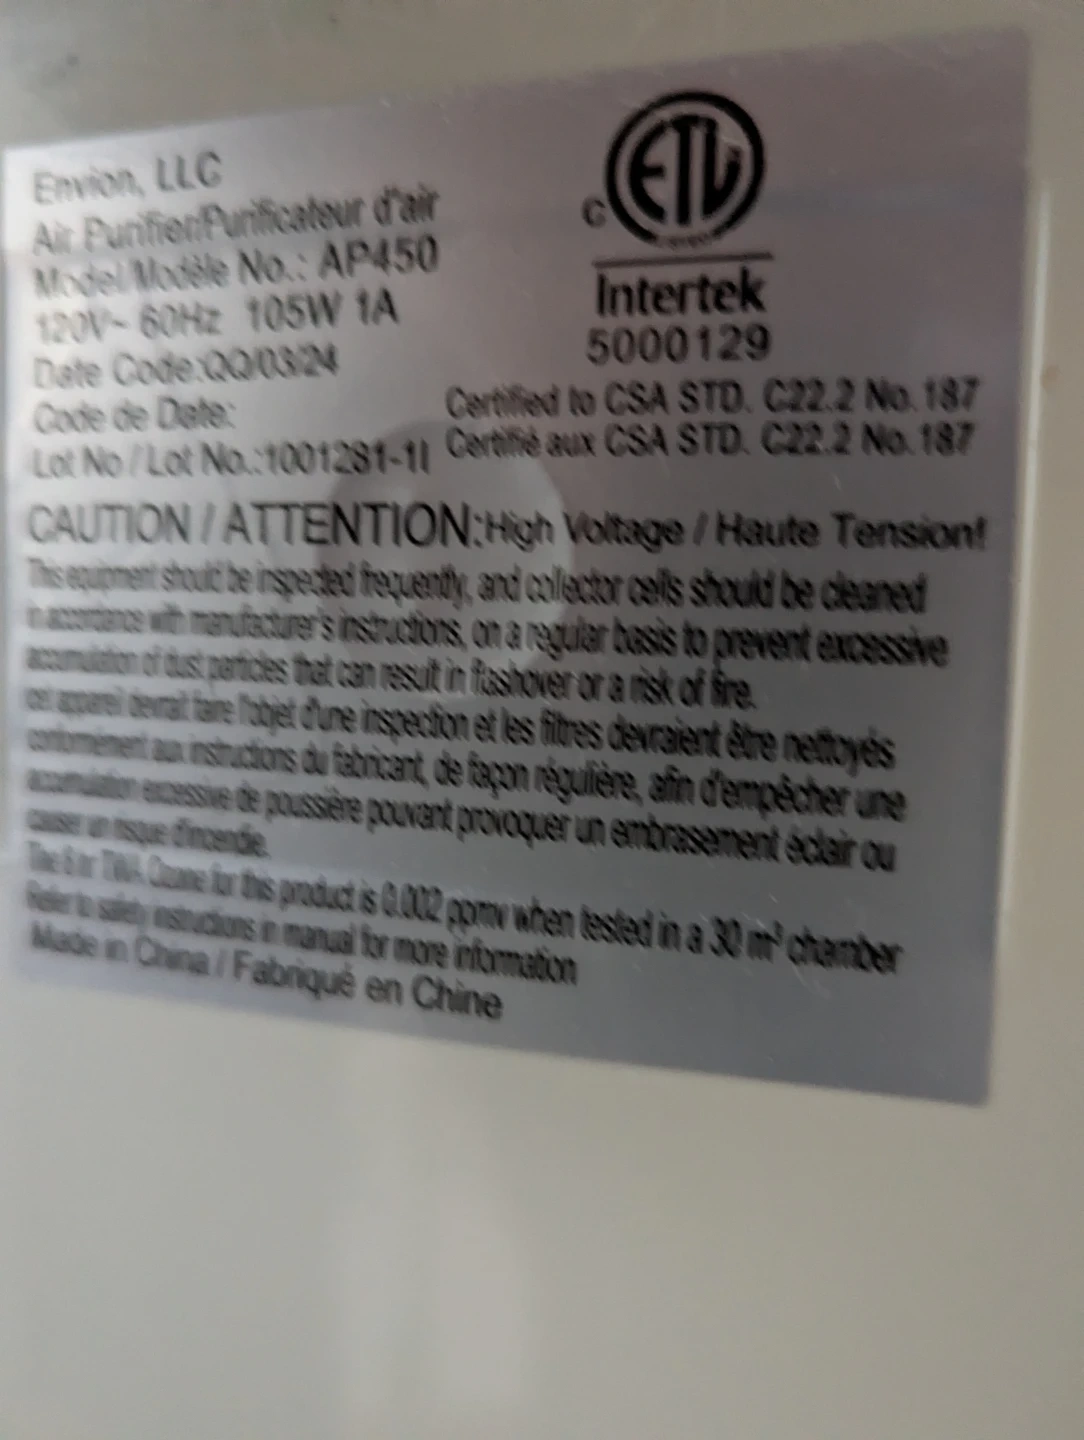 Envion, LLC
Air Purifier/Purificateur d'air
Model/Modèle No.: AP450
120V~ 60Hz 105W 1A
Date Code:QQ/03/24
Code de Date:
Lot No / Lot No.:1001281-1I
C ETL
Intertek
5000129
Certified to CSA STD. C22.2 No.187
Certifié aux CSA STD. C22.2 No.187
CAUTION / ATTENTION:High Voltage / Haute Tension!
This equipment should be inspected frequently, and collector cells should be cleaned
in accordance with manufacturer's instructions, on a regular basis to prevent excessive
accumulation of dust particles that can result in flashover or a risk of fire.
cet appareil devrait faire l'objet d'une inspection et les filtres devraient être nettoyés
conformément aux instructions du fabricant, de façon régulière, afin d'empêcher une
accumulation excessive de poussière pouvant provoquer un embrasement éclair ou
causer un risque d'incendie.
The 8 hr TWA Ozone for this product is 0.002 ppmv when tested in a 30 m³ chamber
Refer to safety instructions in manual for more information
Made in China / Fabriqué en Chine